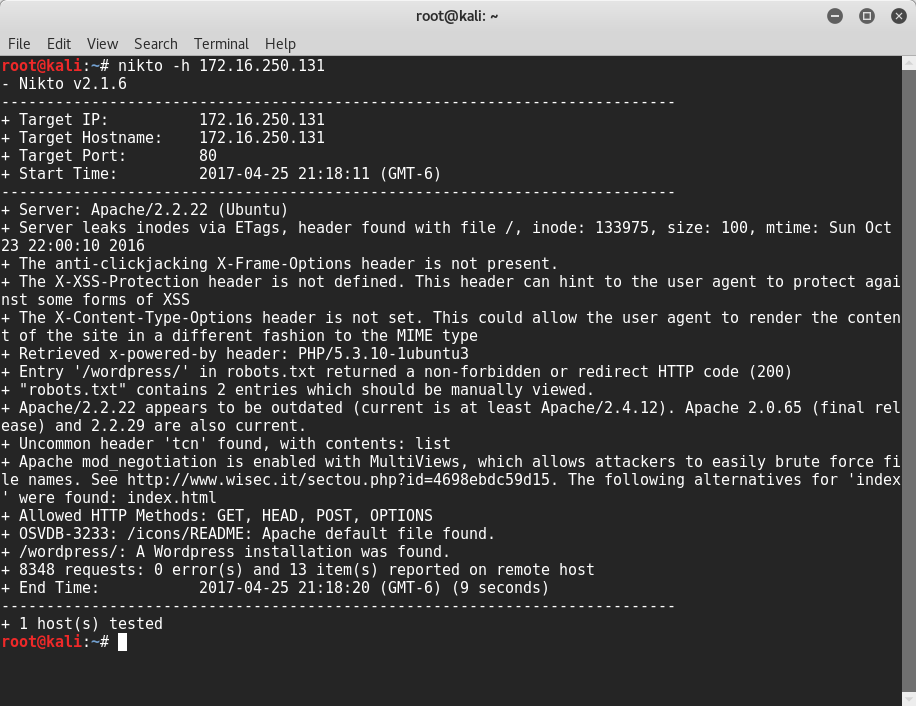 root@kali: ~
File Edit View Search Terminal Help
root@kali:~# nikto -h 172.16.250.131
- Nikto v2.1.6
---------------------------------------------------------------------------
+ Target IP:          172.16.250.131
+ Target Hostname:    172.16.250.131
+ Target Port:        80
+ Start Time:         2017-04-25 21:18:11 (GMT-6)
---------------------------------------------------------------------------
+ Server: Apache/2.2.22 (Ubuntu)
+ Server leaks inodes via ETags, header found with file /, inode: 133975, size: 100, mtime: Sun Oct
23 22:00:10 2016
+ The anti-clickjacking X-Frame-Options header is not present.
+ The X-XSS-Protection header is not defined. This header can hint to the user agent to protect agai
nst some forms of XSS
+ The X-Content-Type-Options header is not set. This could allow the user agent to render the conten
t of the site in a different fashion to the MIME type
+ Retrieved x-powered-by header: PHP/5.3.10-1ubuntu3
+ Entry '/wordpress/' in robots.txt returned a non-forbidden or redirect HTTP code (200)
+ "robots.txt" contains 2 entries which should be manually viewed.
+ Apache/2.2.22 appears to be outdated (current is at least Apache/2.4.12). Apache 2.0.65 (final rel
ease) and 2.2.29 are also current.
+ Uncommon header 'tcn' found, with contents: list
+ Apache mod_negotiation is enabled with MultiViews, which allows attackers to easily brute force fi
le names. See http://www.wisec.it/sectou.php?id=4698ebdc59d15. The following alternatives for 'index
' were found: index.html
+ Allowed HTTP Methods: GET, HEAD, POST, OPTIONS
+ OSVDB-3233: /icons/README: Apache default file found.
+ /wordpress/: A Wordpress installation was found.
+ 8348 requests: 0 error(s) and 13 item(s) reported on remote host
+ End Time:           2017-04-25 21:18:20 (GMT-6) (9 seconds)
---------------------------------------------------------------------------
+ 1 host(s) tested
root@kali:~#